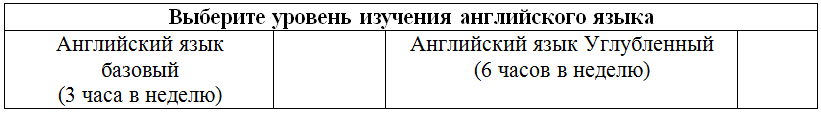 Выберите уровень изучения английского языка
Английский язык
базовый
(3 часа в неделю)
Английский язык Углубленный
(6 часов в неделю)